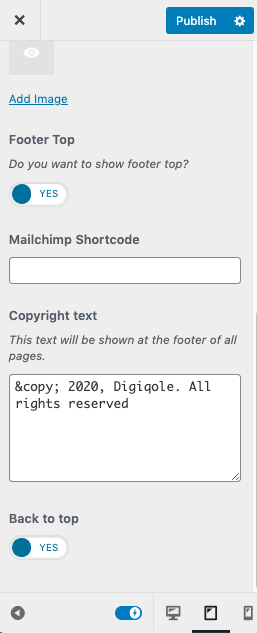 Publish
Add Image
Footer Top
Do you want to show footer top?
YES
Mailchimp Shortcode
Copyright text
This text will be shown at the footer of all
pages.
&copy; 2020, Digiqole. All
rights reserved
Back to top
YES